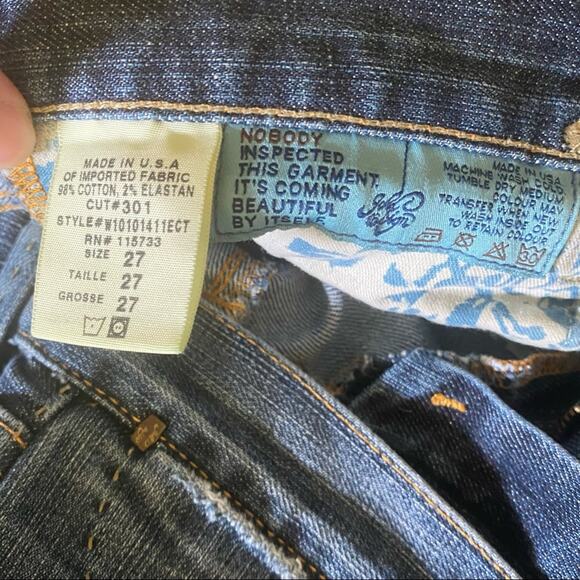 MADE IN U.S.A
OF IMPORTED FABRIC
98% COTTON, 2% ELASTAN
CUT# 301
STYLE#W10101411ECT
RN# 115733
SIZE 27
TAILLE 27
GROSSE 27
NOBODY
INSPECTED
THIS GARMENT.
IT'S COMING
BEAUTIFUL
BY ITSELF
MADE IN USA
MACHINE WASH, COLD,
TUMBLE DRY MEDIUM
COLOUR MAY
TRANSFER WHEN NEW
WASH INSIDE OUT
TO RETAIN COLOUR
30